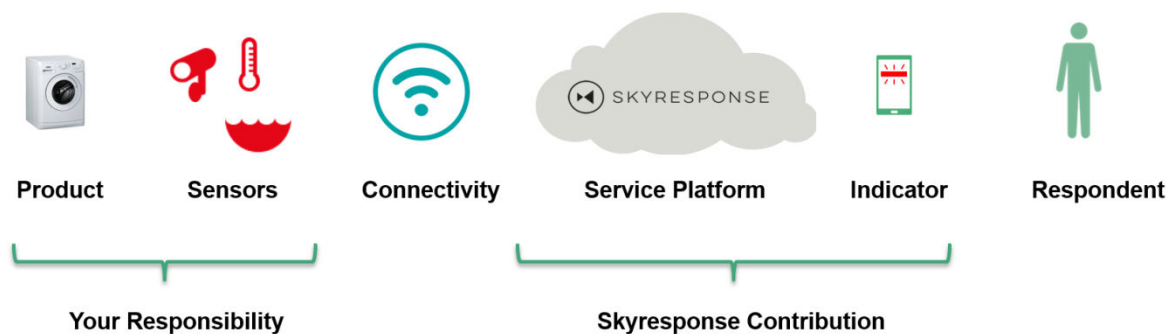 SKYRESPONSE
Product
Sensors
Connectivity
Service Platform
Indicator
Respondent
Your Responsibility
Skyresponse Contribution